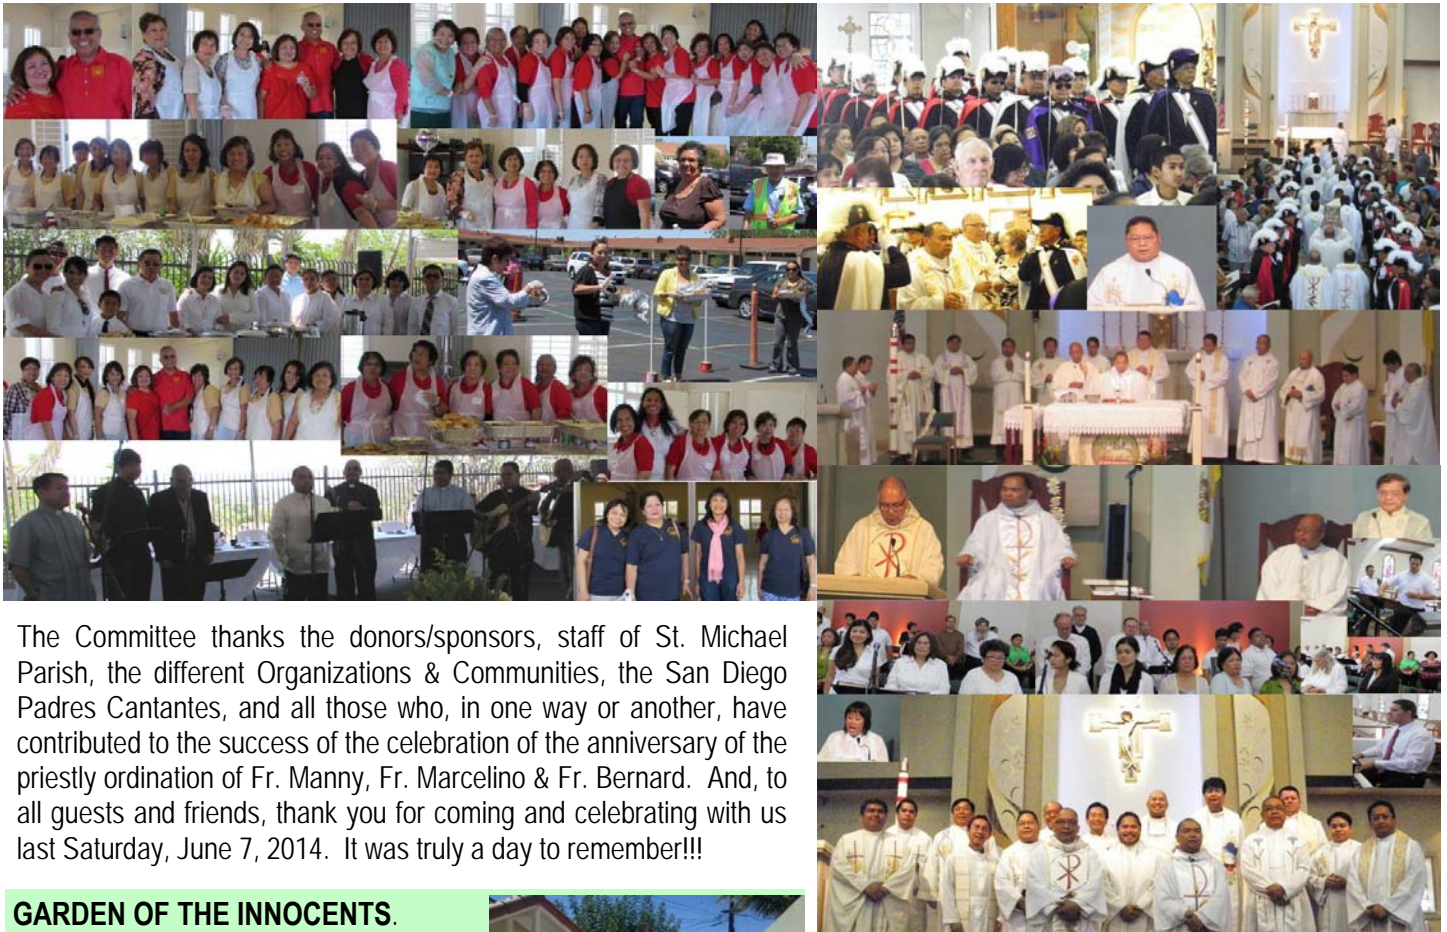 The Committee thanks the donors/sponsors, staff of St. Michael
Parish, the different Organizations & Communities, the San Diego
Padres Cantantes, and all those who, in one way or another, have
contributed to the success of the celebration of the anniversary of the
priestly ordination of Fr. Manny, Fr. Marcelino & Fr. Bernard. And, to
all guests and friends, thank you for coming and celebrating with us
last Saturday, June 7, 2014. It was truly a day to remember!!!
GARDEN OF THE INNOCENTS.